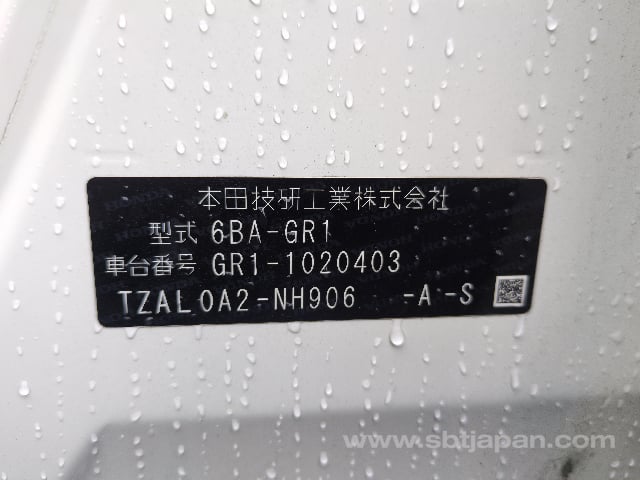 本田技研工業株式会社
型式 6BA-GR1
車台番号 GR1-1020403
TZAL0A2-NH906 -A -S
www.sbtjapan.com